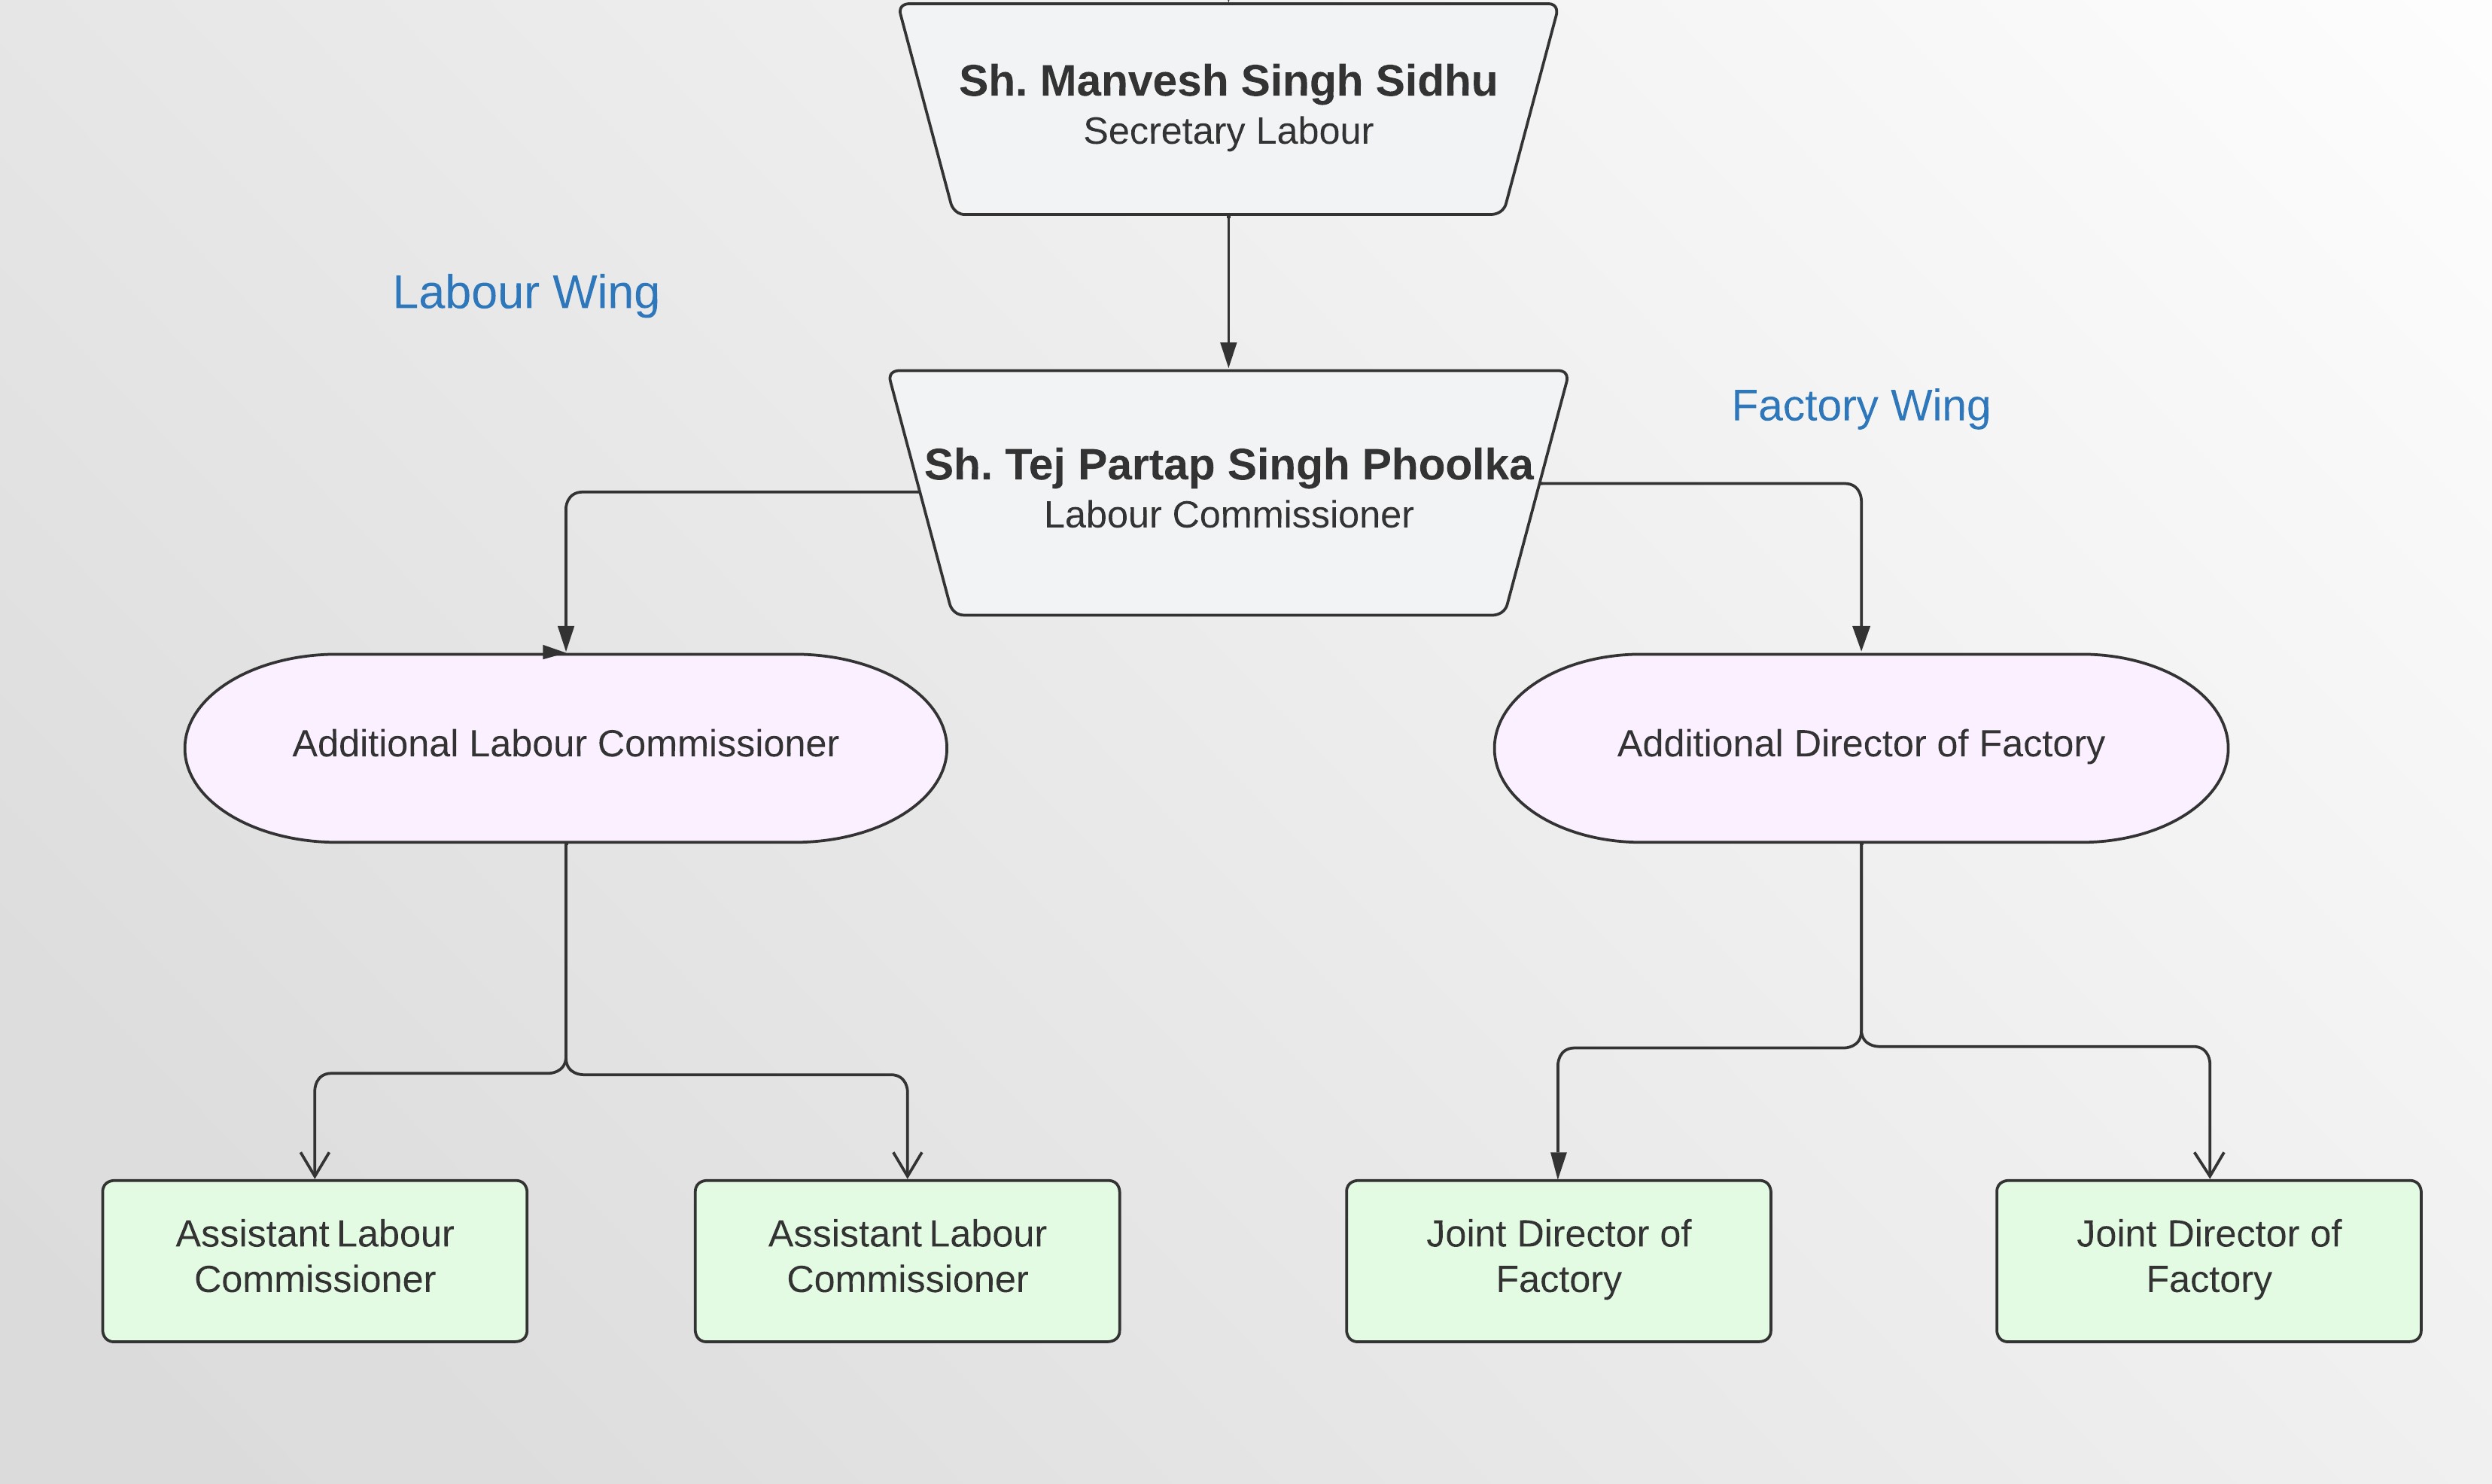 Sh. Manvesh Singh Sidhu
Secretary Labour
Labour Wing
Factory Wing
Sh. Tej Partap Singh Phoolka
Labour Commissioner
Additional Labour Commissioner
Additional Director of Factory
Assistant Labour
Commissioner
Assistant Labour
Commissioner
Joint Director of
Factory
Joint Director of
Factory